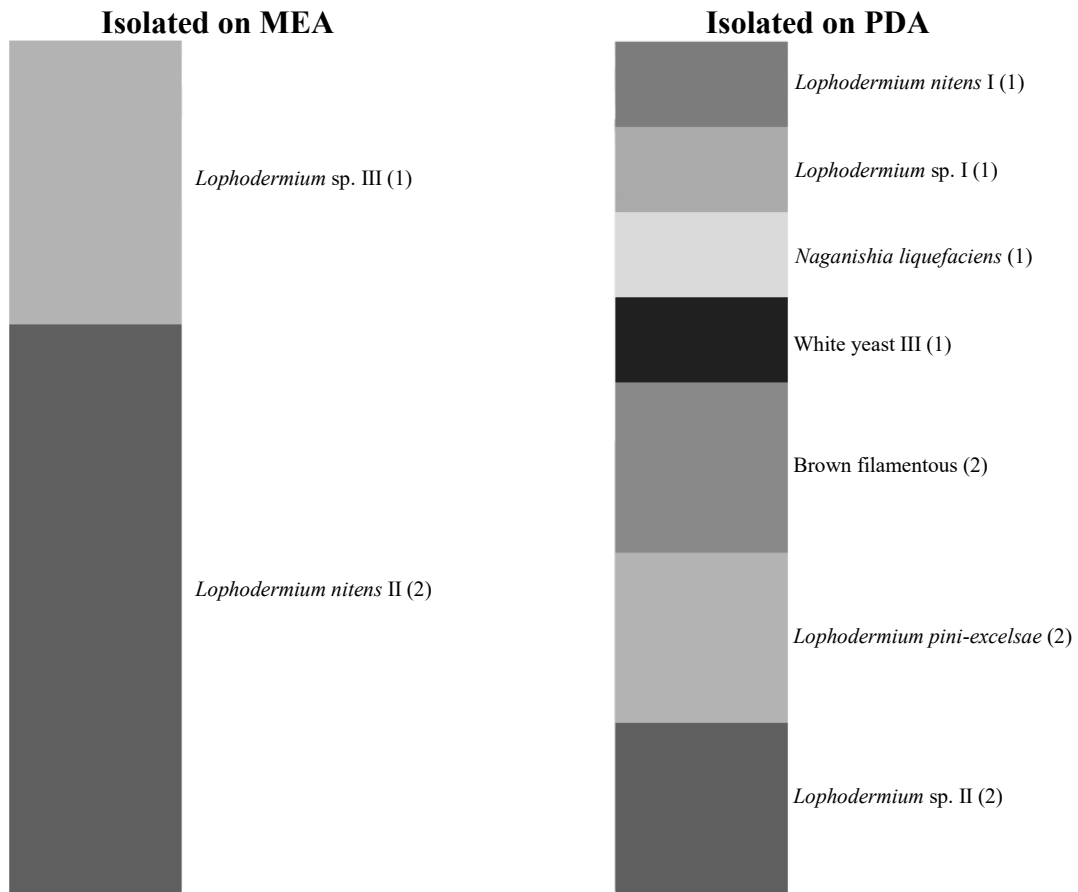 Isolated on MEA
Lophodermium sp. III (1)
Lophodermium nitens II (2)
Isolated on PDA
Lophodermium nitens I (1)
Lophodermium sp. I (1)
Naganishia liquefaciens (1)
White yeast III (1)
Brown filamentous (2)
Lophodermium pini-excelsae (2)
Lophodermium sp. II (2)